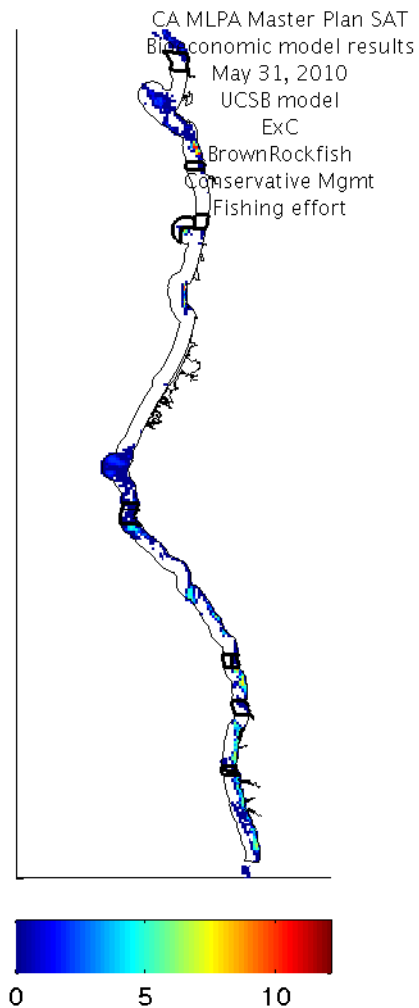 CA MLPA Master Plan SAT
Bioeconomic model results
May 31, 2010
UCSB model
ExC
BrownRockfish
Conservative Mgmt
Fishing effort
0 5 10